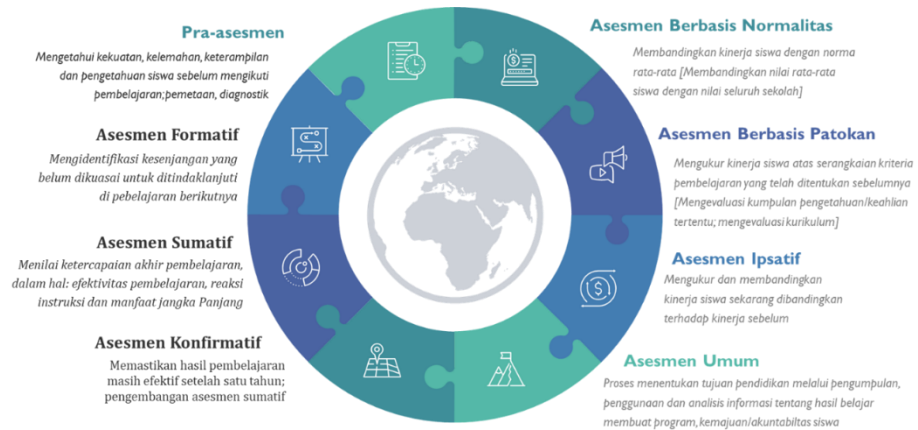 Pra-asesmen
Mengetahui kekuatan, kelemahan, keterampilan
dan pengetahuan siswa sebelum mengikuti
pembelajaran;pemetaan, diagnostik
Asesmen Formatif
Mengidentifikasi kesenjangan yang
belum dikuasai untuk ditindaklanjuti
di pebelajaran berikutnya
Asesmen Sumatif
Menilai ketercapaian akhir pembelajaran,
dalam hal: efektivitas pembelajaran, reaksi
instruksi dan manfaat jangka Panjang
Asesmen Konfirmatif
Memastikan hasil pembelajaran
masih efektif setelah satu tahun;
pengembangan asesmen sumatif
Asesmen Berbasis Normalitas
Membandingkan kinerja siswa dengan norma
rata-rata [Membandingkan nilai rata-rata
siswa dengan nilai seluruh sekolah]
Asesmen Berbasis Patokan
Mengukur kinerja siswa atas serangkaian kriteria
pembelajaran yang telah ditentukan sebelumnya
[Mengevaluasi kumpulan pengetahuan/keahlian
tertentu; mengevaluasi kurikulum]
Asesmen Ipsatif
Mengukur dan membandingkan
kinerja siswa sekarang dibandingkan
terhadap kinerja sebelum
Asesmen Umum
Proses menentukan tujuan pendidikan melalui pengumpulan,
penggunaan dan analisis informasi tentang hasil belajar
membuat program, kemajuan/akuntabiltas siswa